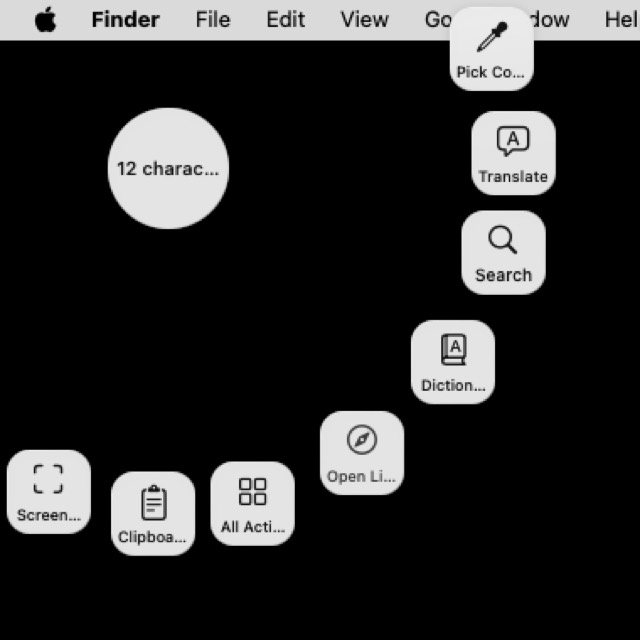 Finder File Edit View Go dow Hel
Pick Co...
12 charac...
A
Translate
Search
A
Diction...
Open Li...
Screen...
Clipboa...
All Acti...